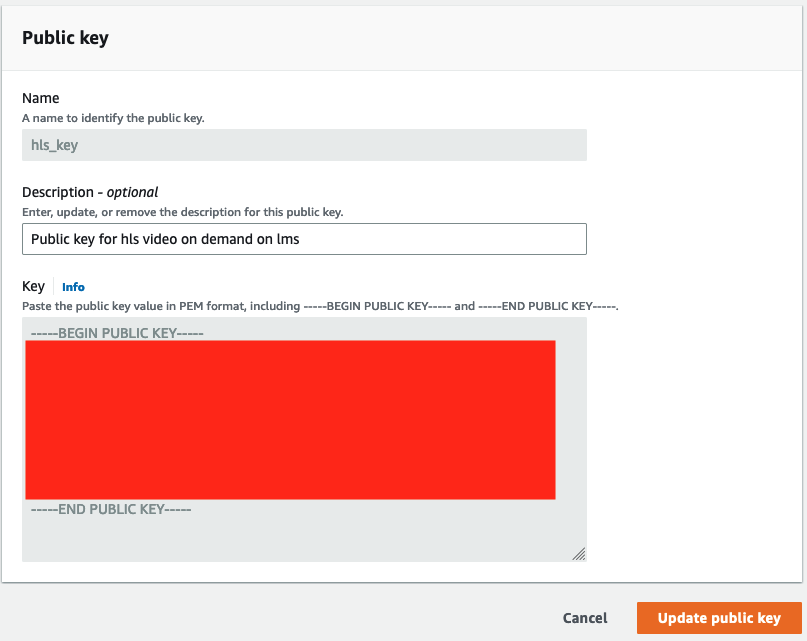 Public key
Name
A name to identify the public key.
hls_key
Description - optional
Enter, update, or remove the description for this public key.
Public key for hls video on demand on lms
Key Info
Paste the public key value in PEM format, including -----BEGIN PUBLIC KEY----- and -----END PUBLIC KEY-----.
-----BEGIN PUBLIC KEY-----
-----END PUBLIC KEY-----
Cancel Update public key